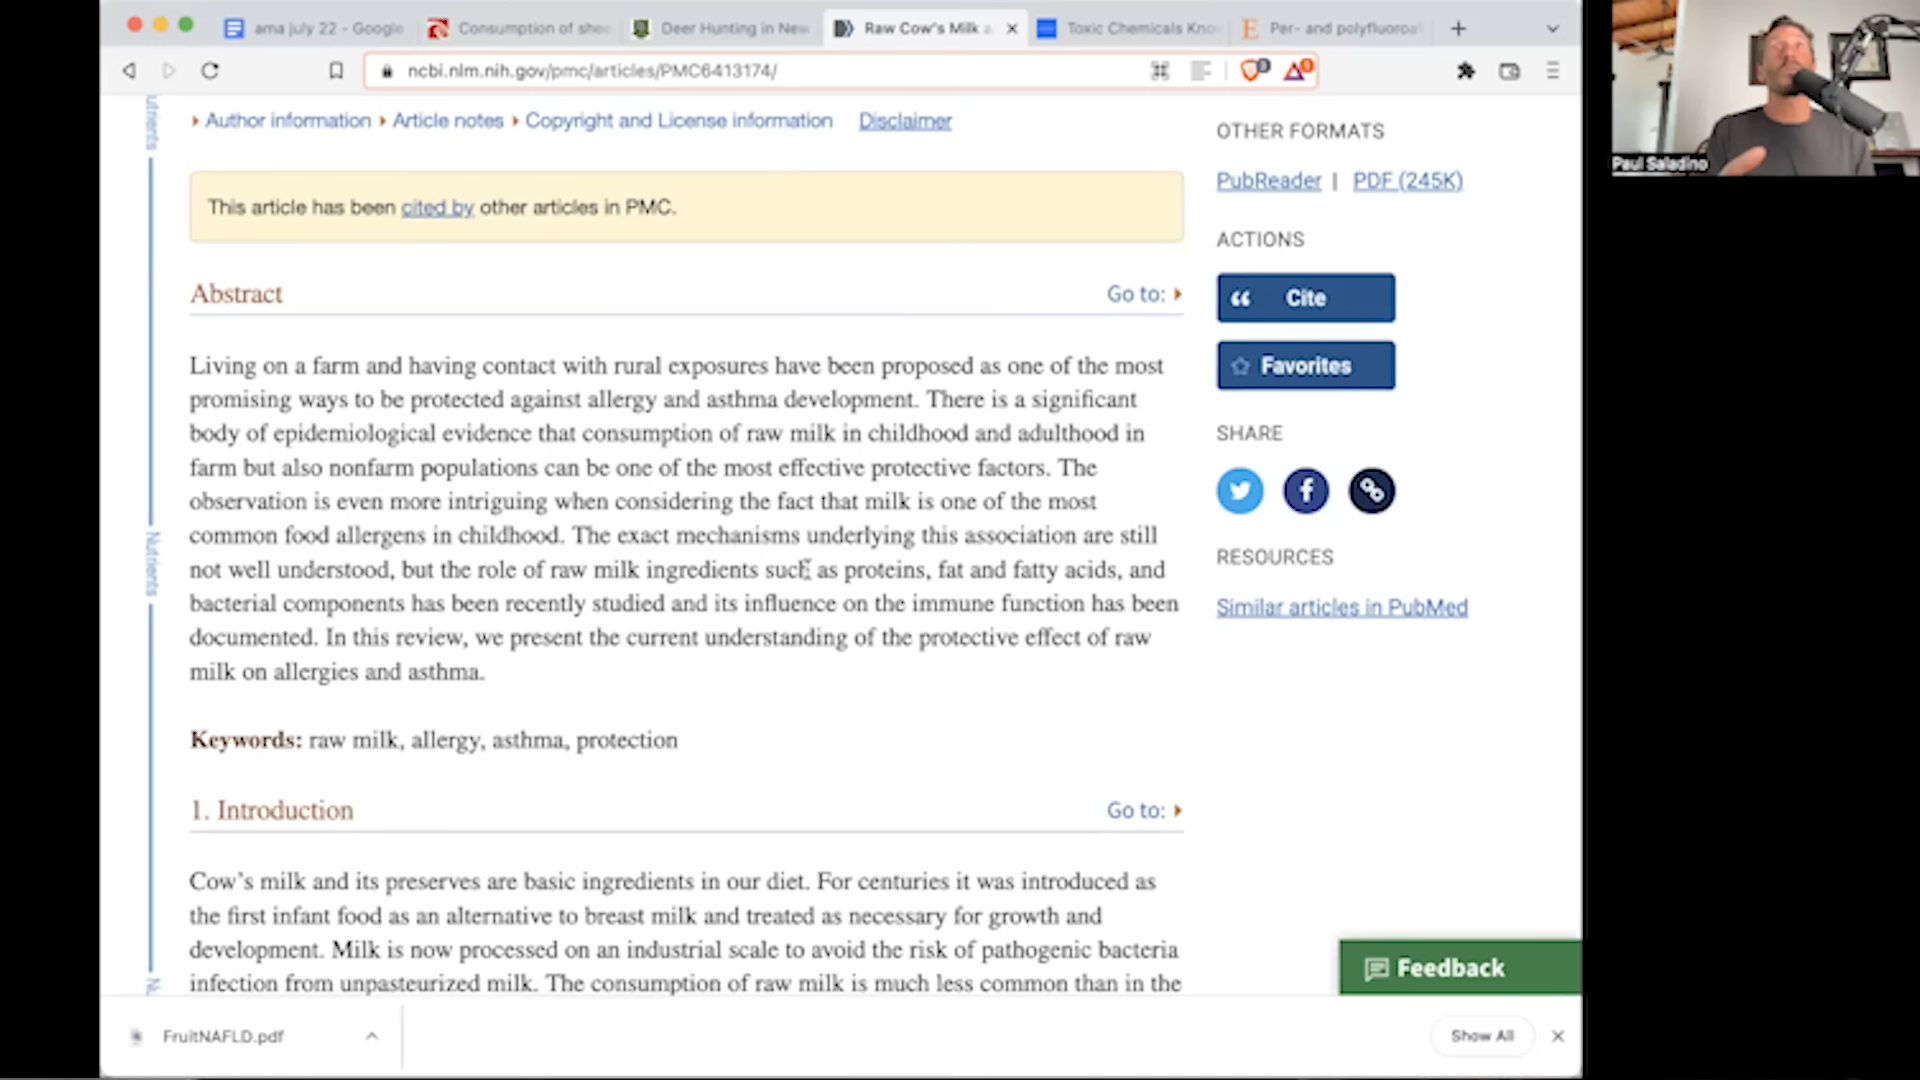 ama july 22 - Google
Consumption of shee
Deer Hunting in New
Raw Cow's Milk a
Toxic Chemicals Kno
Per- and polyfluoroal
ncbi.nlm.nih.gov/pmc/articles/PMC6413174/
Paul Saladino
Author information
Article notes
Copyright and License information
Disclaimer
This article has been cited by other articles in PMC.
Abstract
Go to:
Living on a farm and having contact with rural exposures have been proposed as one of the most
promising ways to be protected against allergy and asthma development. There is a significant
body of epidemiological evidence that consumption of raw milk in childhood and adulthood in
farm but also nonfarm populations can be one of the most effective protective factors. The
observation is even more intriguing when considering the fact that milk is one of the most
common food allergens in childhood. The exact mechanisms underlying this association are still
not well understood, but the role of raw milk ingredients such as proteins, fat and fatty acids, and
bacterial components has been recently studied and its influence on the immune function has been
documented. In this review, we present the current understanding of the protective effect of raw
milk on allergies and asthma.
Keywords: raw milk, allergy, asthma, protection
1. Introduction
Go to:
Cow's milk and its preserves are basic ingredients in our diet. For centuries it was introduced as
the first infant food as an alternative to breast milk and treated as necessary for growth and
development. Milk is now processed on an industrial scale to avoid the risk of pathogenic bacteria
infection from unpasteurized milk. The consumption of raw milk is much less common than in the
OTHER FORMATS
PubReader | PDF (245K)
ACTIONS
Cite
Favorites
SHARE
RESOURCES
Similar articles in PubMed
Feedback
utrients
Nutrients
Nu
FruitNAFLD.pdf
Show All